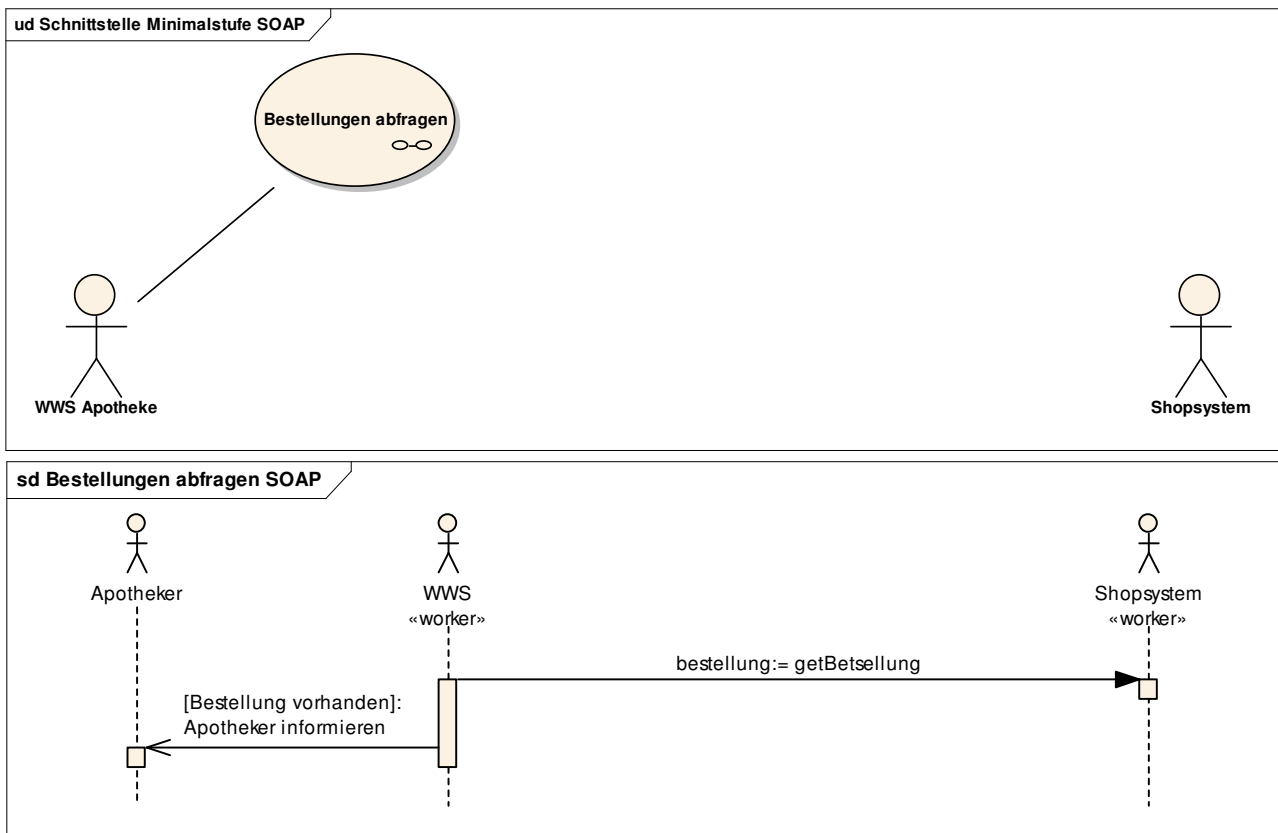 ud Schnittstelle Minimalstufe SOAP
Bestellungen abfragen
WWS Apotheke
Shopsystem
sd Bestellungen abfragen SOAP
Apotheker
WWS
«worker»
Shopsystem
«worker»
bestellung:= getBetsellung
[Bestellung vorhanden]:
Apotheker informieren